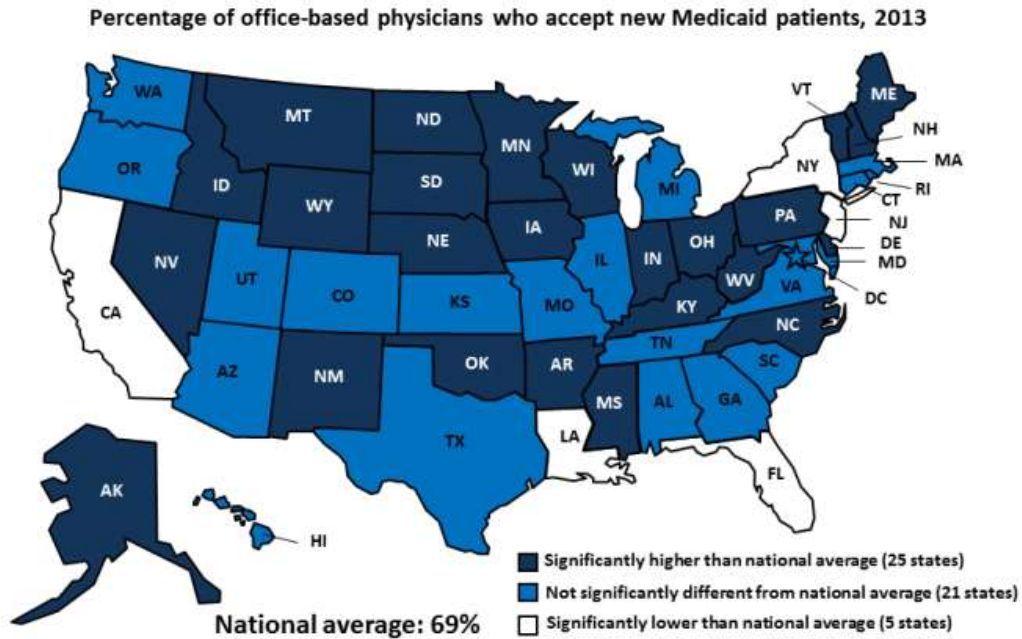 Percentage of office-based physicians who accept new Medicaid patients, 2013
WA
MT
ND
MN
VT
ME
NH
OR
ID
SD
WI
MI
NY
MA
RI
CT
WY
IA
PA
NJ
NE
OH
DE
NV
UT
CO
IL
IN
WV
MD
VA
DC
CA
KS
MO
KY
NC
TN
AZ
NM
OK
AR
SC
MS
AL
GA
TX
LA
FL
AK
HI
Significantly higher than national average (25 states)
Not significantly different from national average (21 states)
Significantly lower than national average (5 states)
National average: 69%